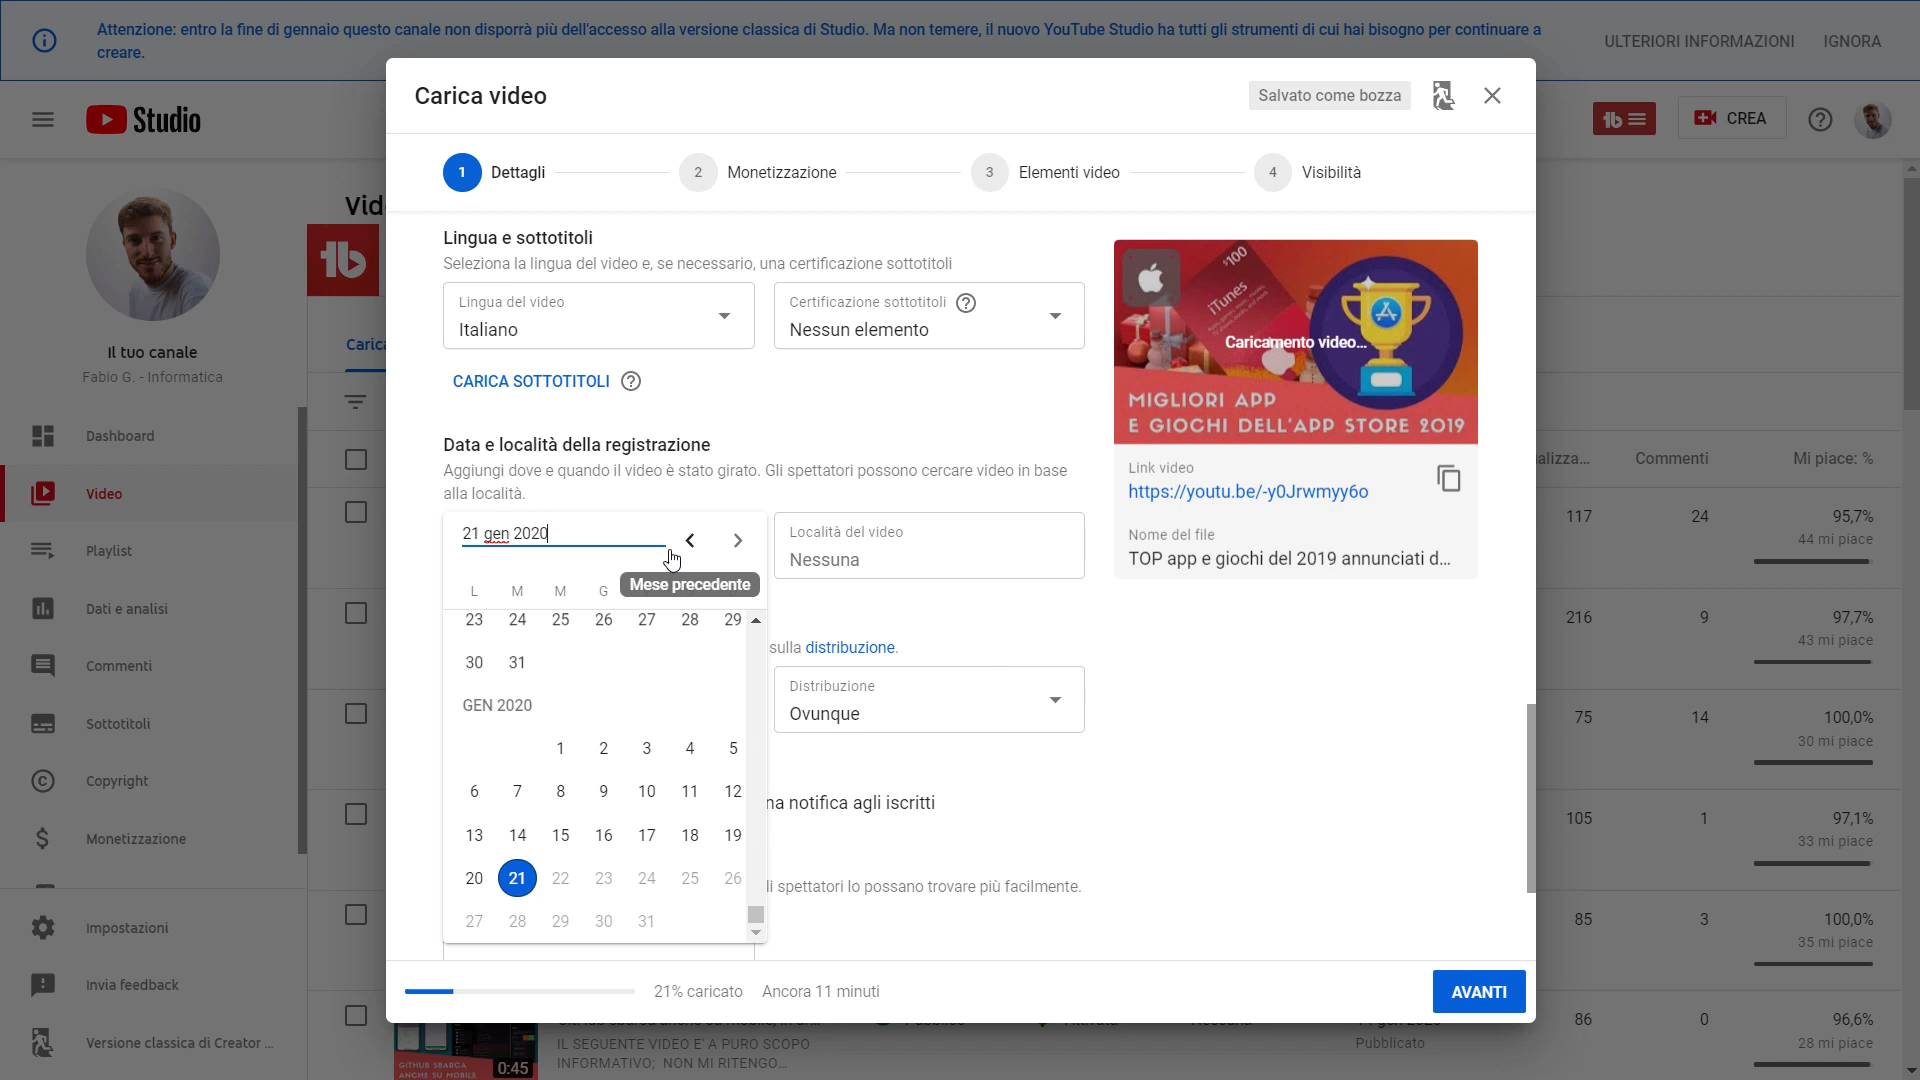 Attenzione: entro la fine di gennaio questo canale non disporrà più dell'accesso alla versione classica di Studio. Ma non temere, il nuovo YouTube Studio ha tutti gli strumenti di cui hai bisogno per continuare a
creare.
ULTERIORI INFORMAZIONI
IGNORA
Studio
CREA
Carica video
Salvato come bozza
1 Dettagli
2 Monetizzazione
3 Elementi video
4 Visibilità
Il tuo canale
Fabio G. - Informatica
Dashboard
Video
Playlist
Dati e analisi
Commenti
Sottotitoli
Copyright
Monetizzazione
Impostazioni
Invia feedback
Versione classica di Creator ...
Lingua e sottotitoli
Seleziona la lingua del video e, se necessario, una certificazione sottotitoli
Lingua del video
Italiano
Certificazione sottotitoli
Nessun elemento
CARICA SOTTOTITOLI
Data e località della registrazione
Aggiungi dove e quando il video è stato girato. Gli spettatori possono cercare video in base
alla località.
21 gen 2020
Mese precedente
L M M G
23 24 25 26 27 28 29
30 31
GEN 2020
1 2 3 4 5
6 7 8 9 10 11 12
13 14 15 16 17 18 19
20 21 22 23 24 25 26
27 28 29 30 31
Località del video
Nessuna
sulla distribuzione.
Distribuzione
Ovunque
na notifica agli iscritti
li spettatori lo possano trovare più facilmente.
$100
iTunes
Caricamento video...
MIGLIORI APP
E GIOCHI DELL'APP STORE 2019
Link video
https://youtu.be/-y0Jrwmyy6o
Nome del file
TOP app e giochi del 2019 annunciati d...
21% caricato
Ancora 11 minuti
AVANTI
Vid
tb
Carica
alizza...
Commenti
Mi piace: %
117 24 95,7%
44 mi piace
216 9 97,7%
43 mi piace
75 14 100,0%
30 mi piace
105 1 97,1%
33 mi piace
85 3 100,0%
35 mi piace
86 0 96,6%
28 mi piace
Pubblicato
IL SEGUENTE VIDEO E' A PURO SCOPO
INFORMATIVO; NON MI RITENGO...
GITHUB SBARCA
ANCHE SU MOBILE
0:45